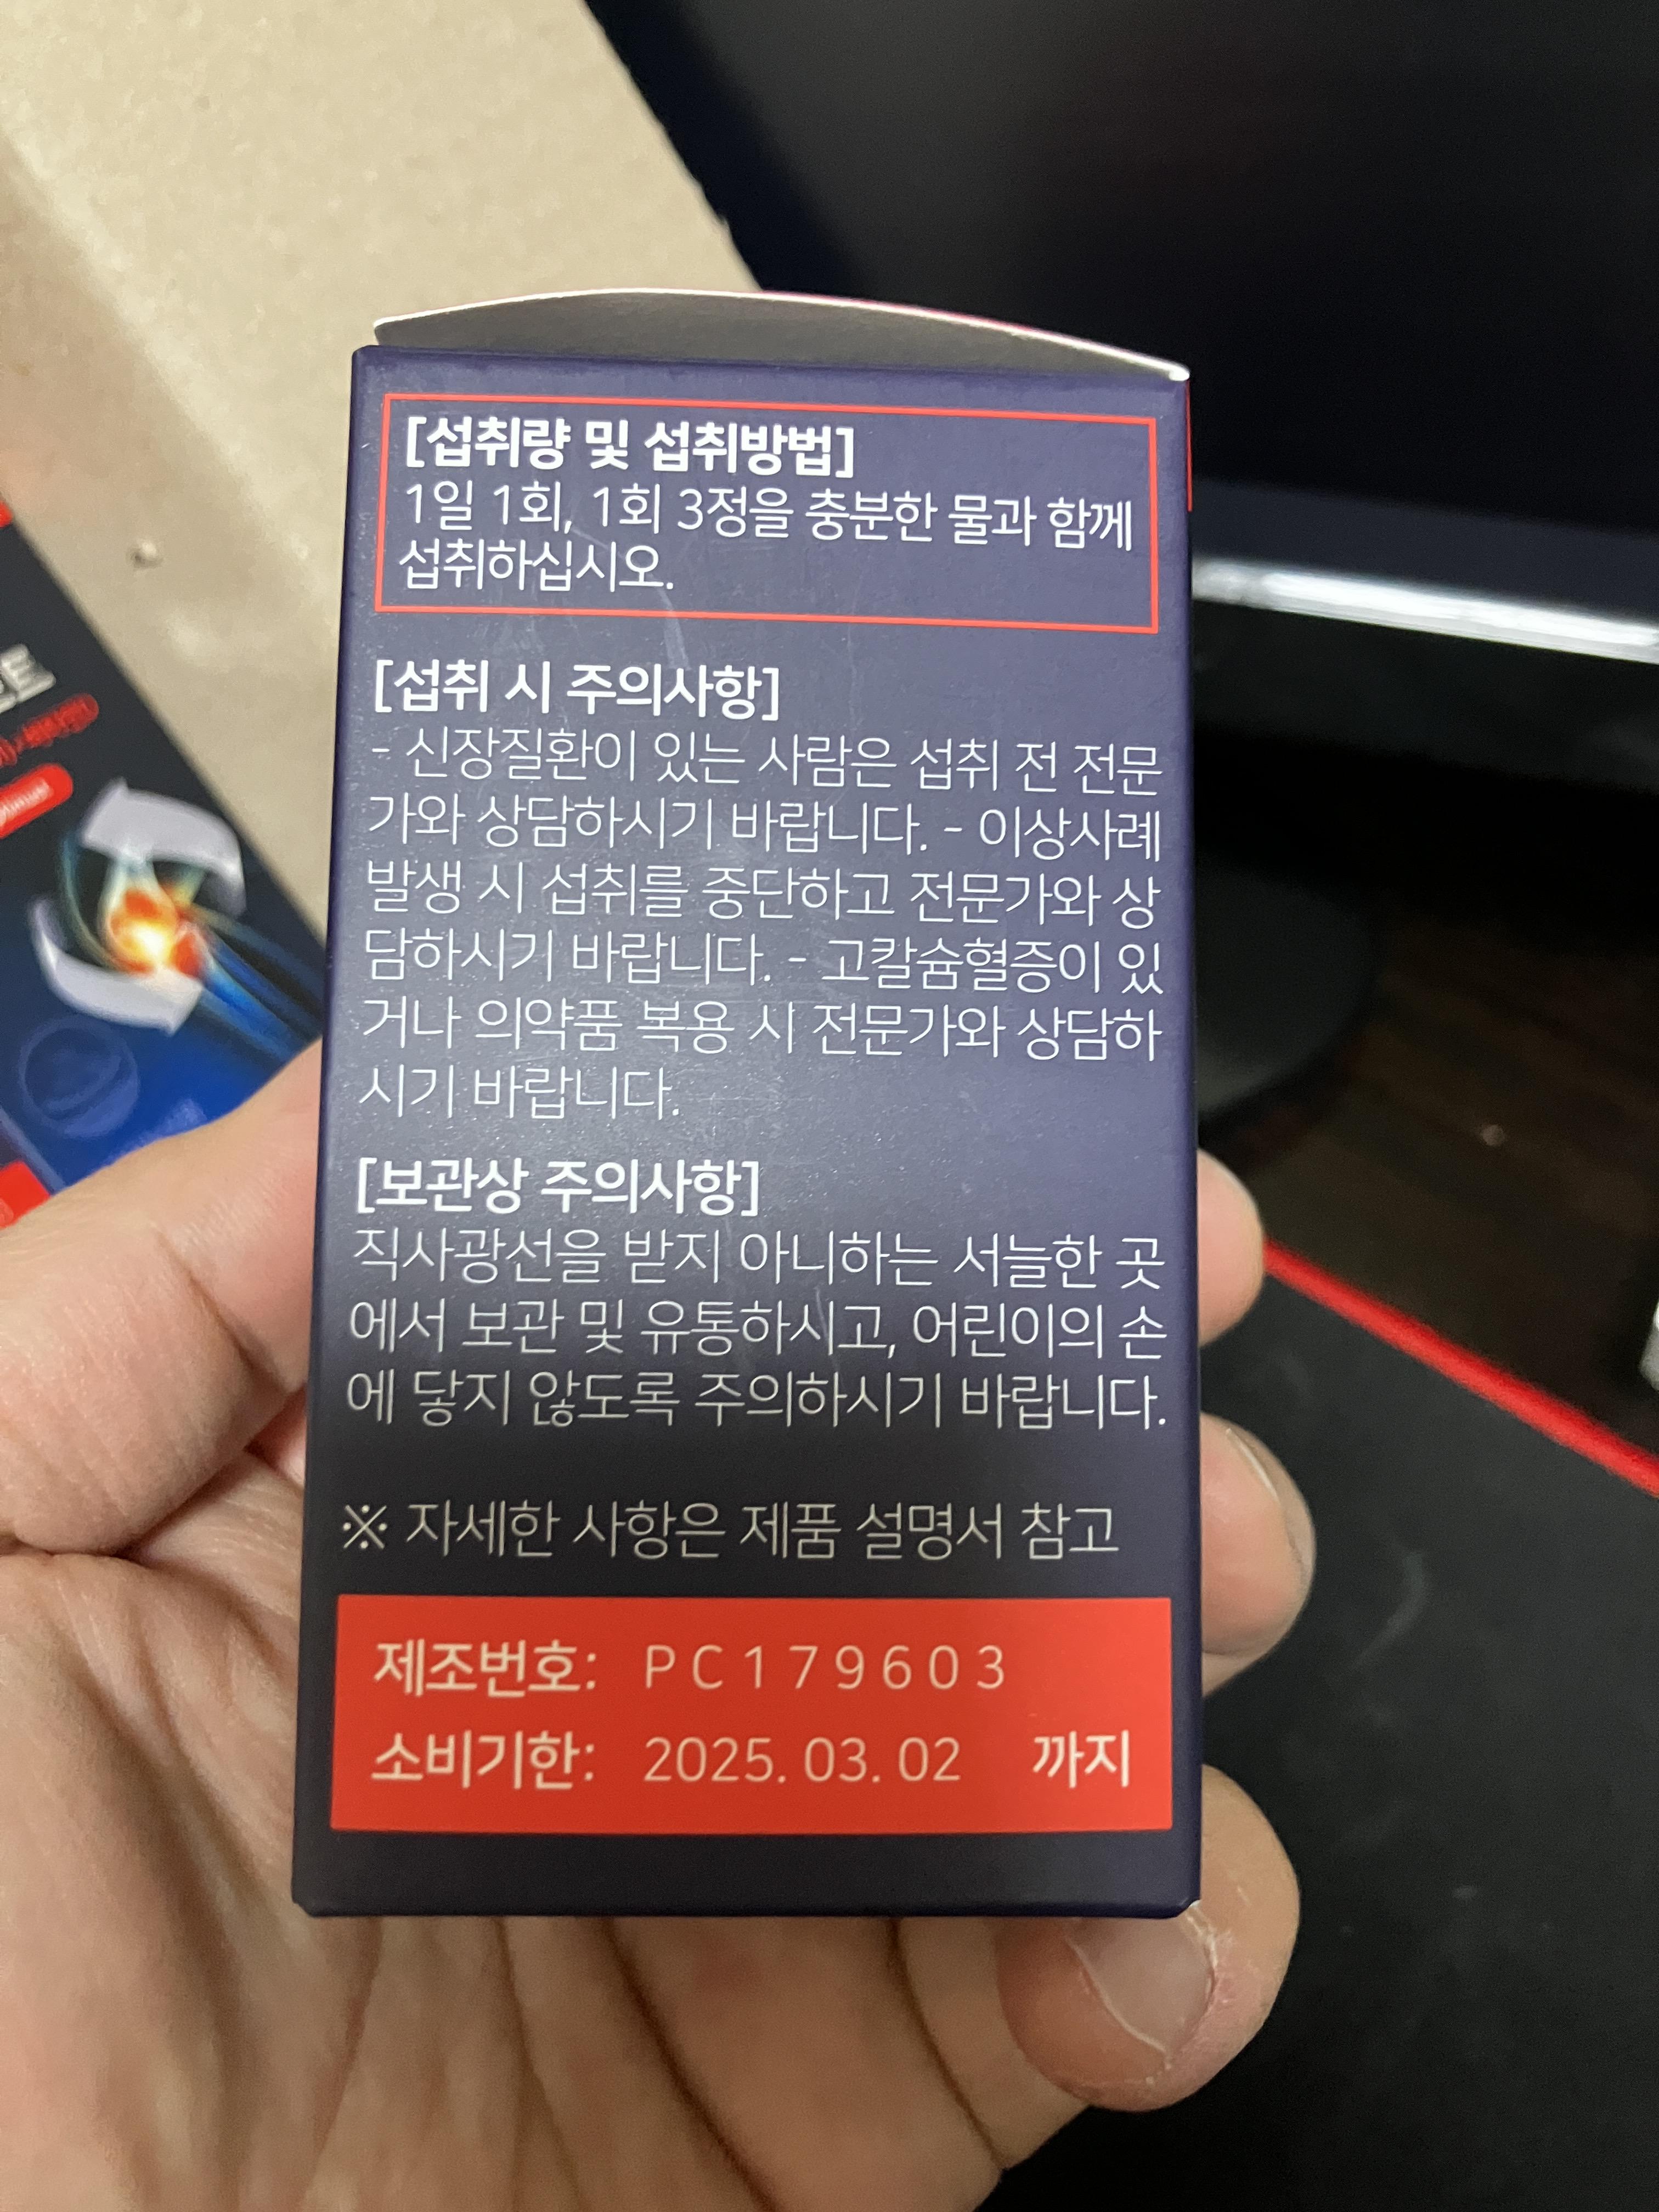 [섭취량 및 섭취방법]
1일 1회, 1회 3정을 충분한 물과 함께
섭취하십시오.
[섭취 시 주의사항]
- 신장질환이 있는 사람은 섭취 전 전문
가와 상담하시기 바랍니다. - 이상사례
발생 시 섭취를 중단하고 전문가와 상
담하시기 바랍니다. - 고칼슘혈증이 있
거나 의약품 복용 시 전문가와 상담하
시기 바랍니다.
[보관상 주의사항]
직사광선을 받지 아니하는 서늘한 곳
에서 보관 및 유통하시고, 어린이의 손
에 닿지 않도록 주의하시기 바랍니다.
※ 자세한 사항은 제품 설명서 참고
제조번호: PC179603
소비기한: 2025. 03. 02 까지